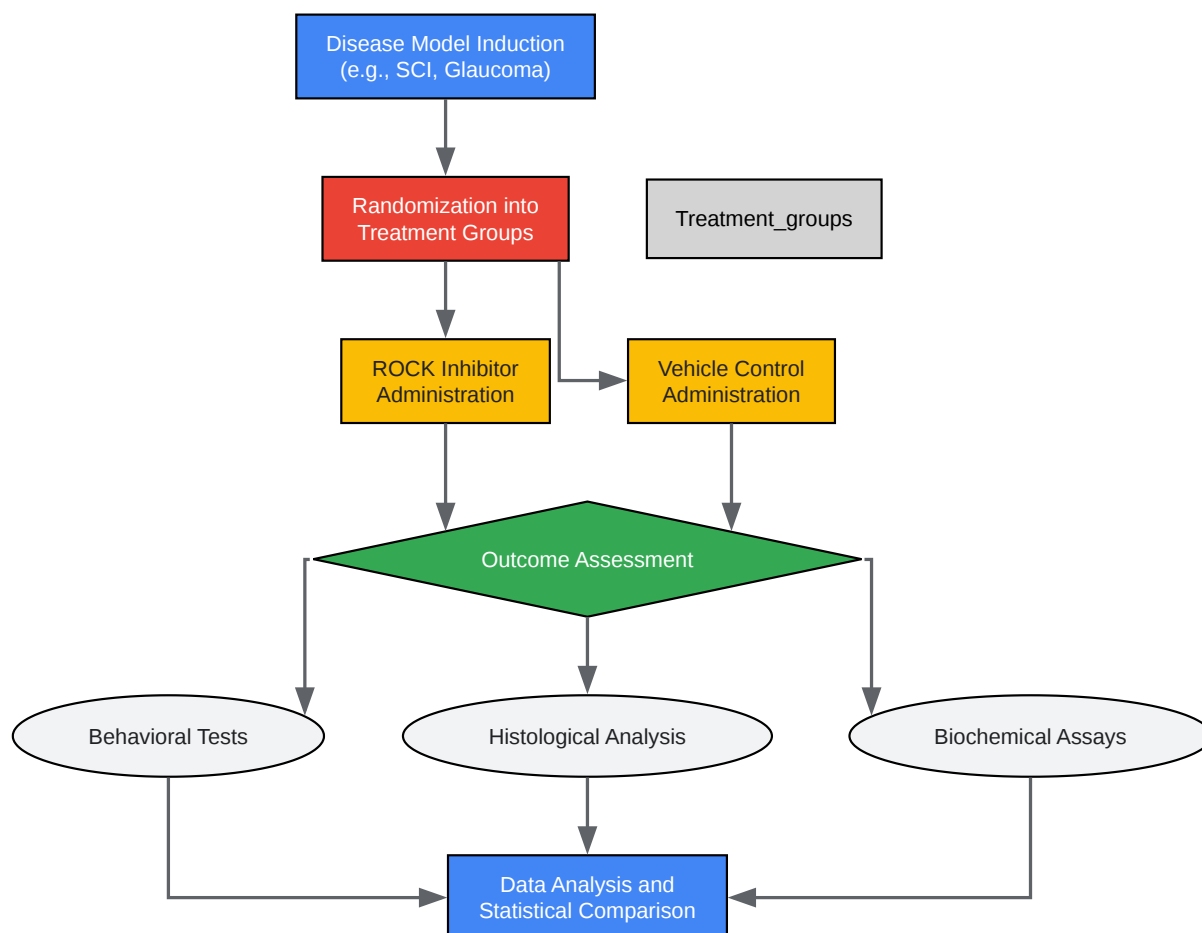 Disease Model Induction
(e.g., SCI, Glaucoma)
Randomization into
Treatment Groups
Treatment_groups
ROCK Inhibitor
Administration
Vehicle Control
Administration
Outcome Assessment
Behavioral Tests
Histological Analysis
Biochemical Assays
Data Analysis and
Statistical Comparison